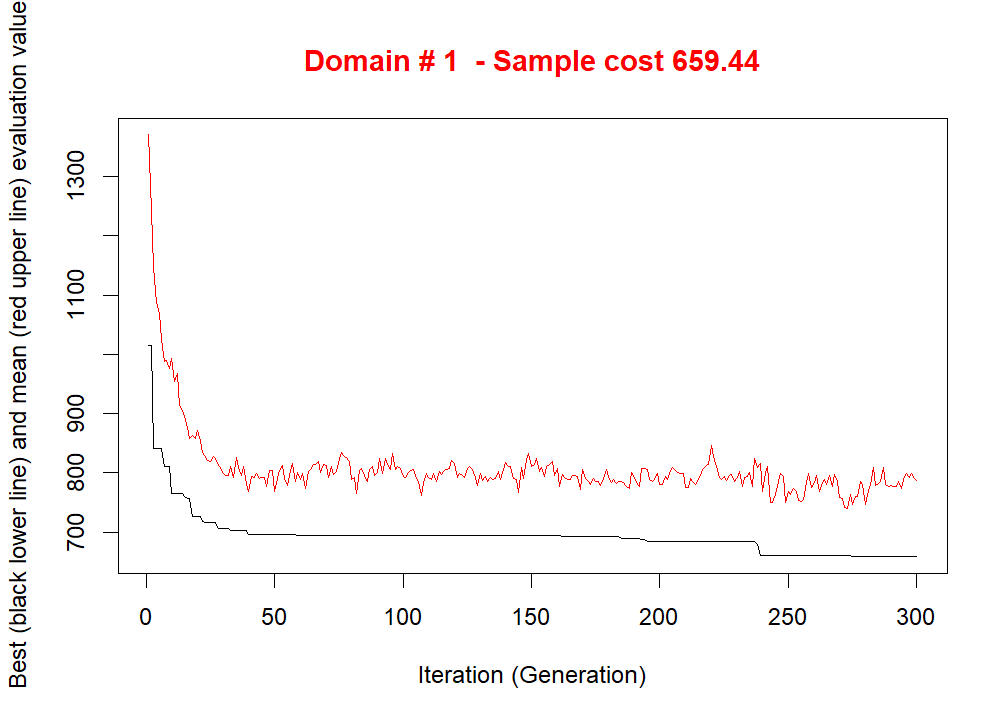 Domain # 1  - Sample cost 659.44
Best (black lower line) and mean (red upper line) evaluation value
1300
1100
900
800
700
0 50 100 150 200 250 300
Iteration (Generation)